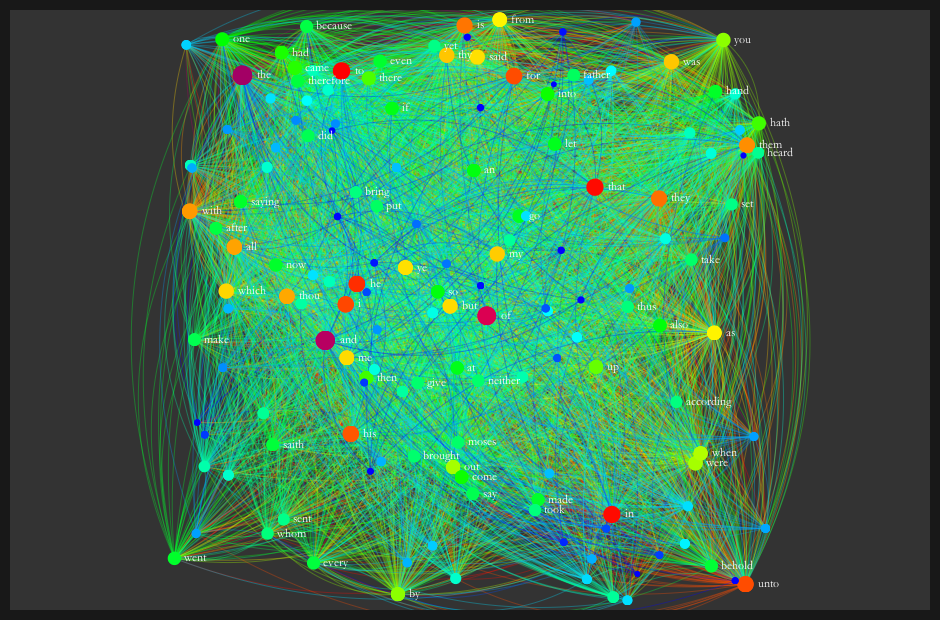 from
is
because
one
you
had
yet
thy
said
even
was
came
to
the
there
therefore
for
father
hand
into
if
hath
did
let
them
heard
an
that
bring
they
saying
put
set
with
go
after
all
my
take
now
ye
he
which
thou
so
i
but
thus
of
also
as
make
and
me
at
up
then
give
neither
according
his
moses
saith
brought
when
out
were
come
say
made
took
in
sent
whom
went
every
behold
unto
by